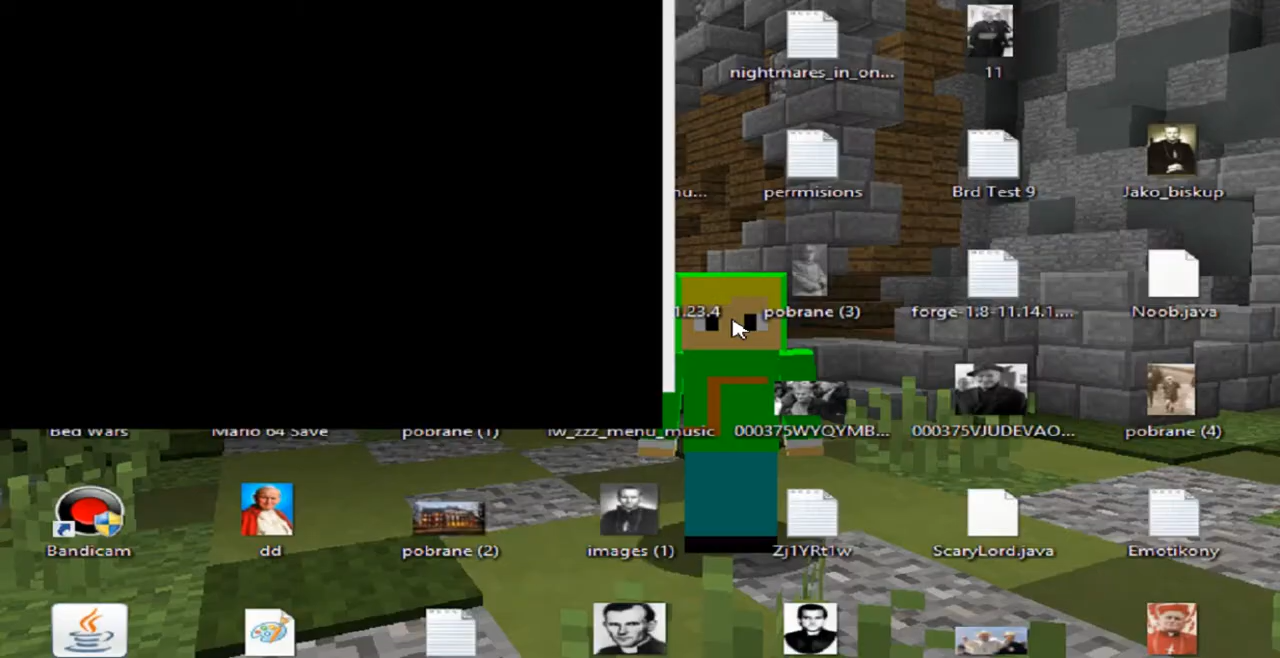 nightmares_in_on...
11
nu...
perrmisions
Brd Test 9
Jako_biskup
1.23.4
pobrane (3)
forge-1.8-11.14.1....
Noob.java
Bed Wars
Mario 64 Save
pobrane (1)
iw_zzz_menu_music
000375WYQYMB...
000375VJUDEVAO...
pobrane (4)
Bandicam
dd
pobrane (2)
images (1)
Zj1YRt1w
ScaryLord.java
Emotikony